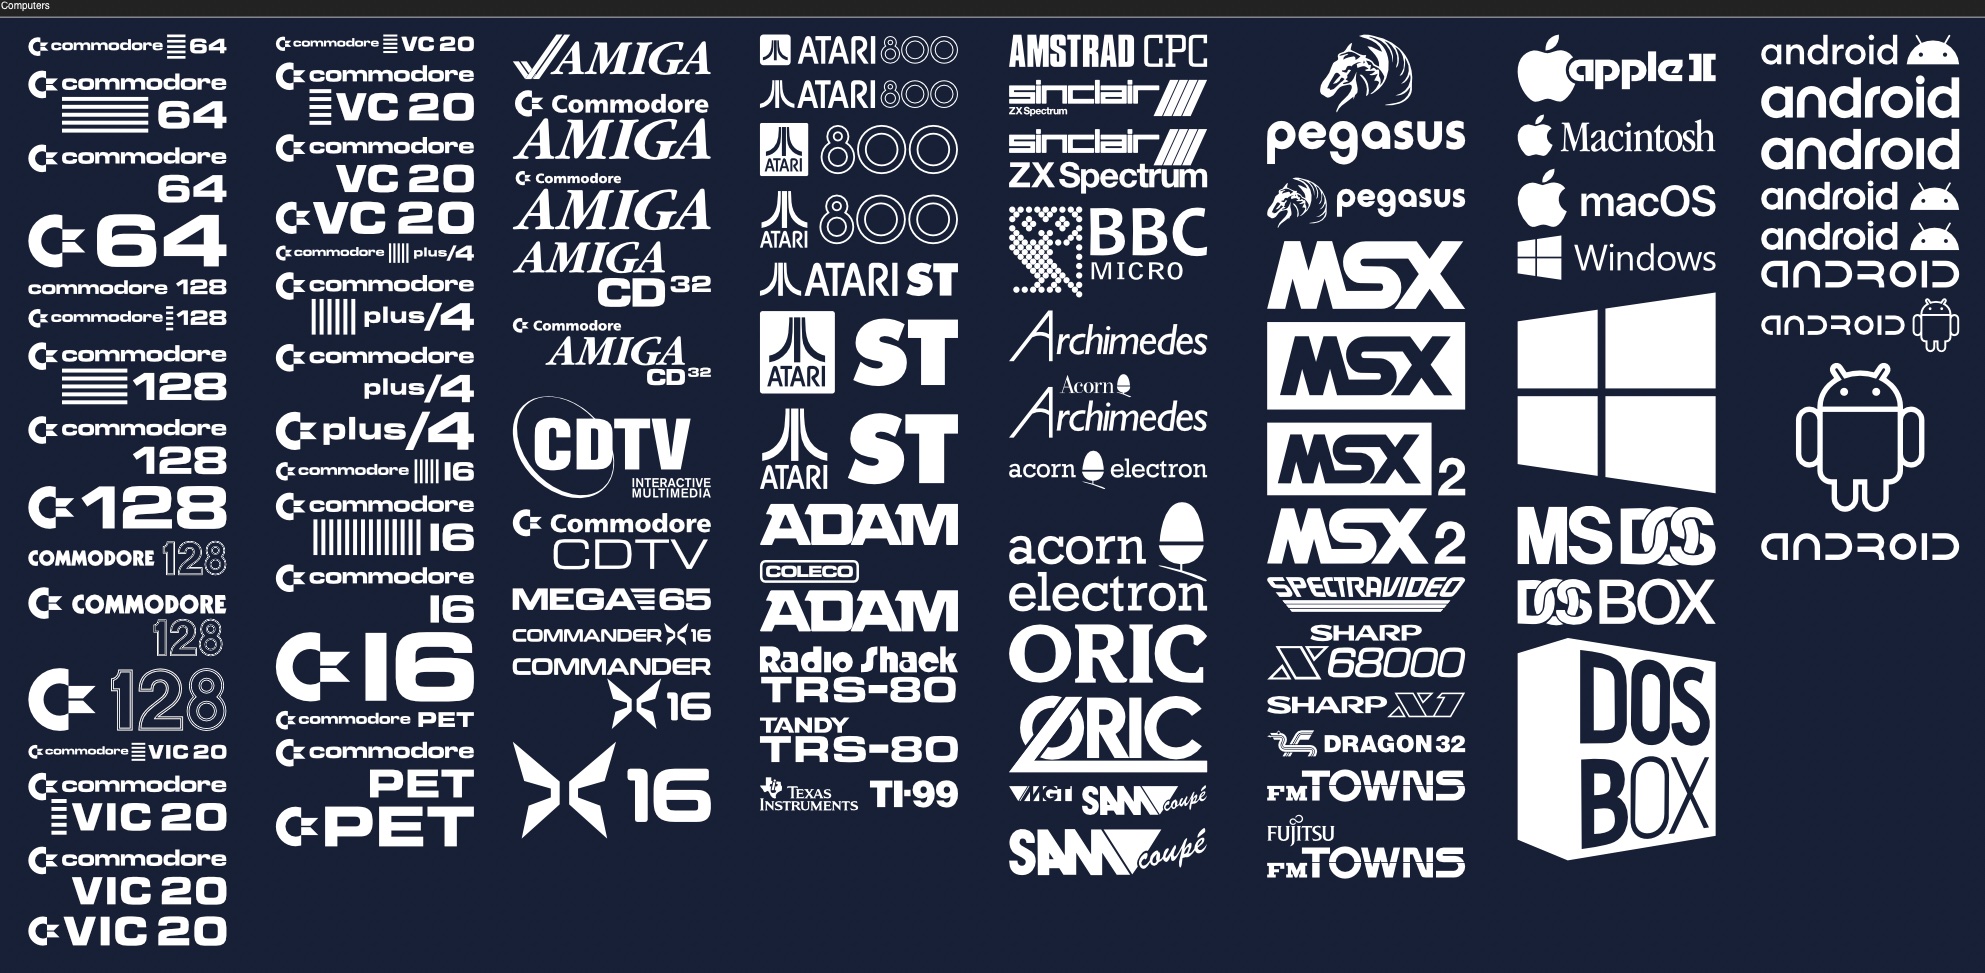 Computers
commodore 64
commodore
64
commodore
64
64
commodore 128
commodore 128
commodore
128
commodore
128
128
COMMODORE 128
COMMODORE
128
128
commodore VIC 20
commodore
VIC 20
commodore
VIC 20
VIC 20
commodore VC 20
commodore
VC 20
commodore
VC 20
VC 20
commodore plus/4
commodore
plus/4
commodore
plus/4
plus/4
commodore 16
commodore
16
commodore
16
16
commodore PET
commodore
PET
PET
AMIGA
Commodore
AMIGA
Commodore
AMIGA
AMIGA
CD32
Commodore
AMIGA
CD32
CDTV
INTERACTIVE
MULTIMEDIA
Commodore
CDTV
MEGA 65
COMMANDER X 16
COMMANDER
X 16
X 16
ATARI 800
ATARI 800
ATARI 800
ATARI 800
ATARI ST
ATARI ST
ATARI ST
ADAM
COLECO
ADAM
Radio Shack
TRS-80
TANDY
TRS-80
TEXAS
INSTRUMENTS TI-99
AMSTRAD CPC
sinclair
ZX Spectrum
sinclair
ZX Spectrum
BBC
MICRO
Archimedes
Acorn
Archimedes
acorn electron
acorn
electron
ORIC
ORIC
MGT SAM coupé
SAM coupé
pegasus
pegasus
MSX
MSX
MSX 2
MSX 2
SPECTRAVIDEO
SHARP
X68000
SHARP X1
DRAGON 32
FM TOWNS
FUJITSU
FM TOWNS
apple II
Macintosh
macOS
Windows
MS DOS
DOS BOX
DOS
BOX
android
android
android
android
android
ANDROID
ANDROID
ANDROID